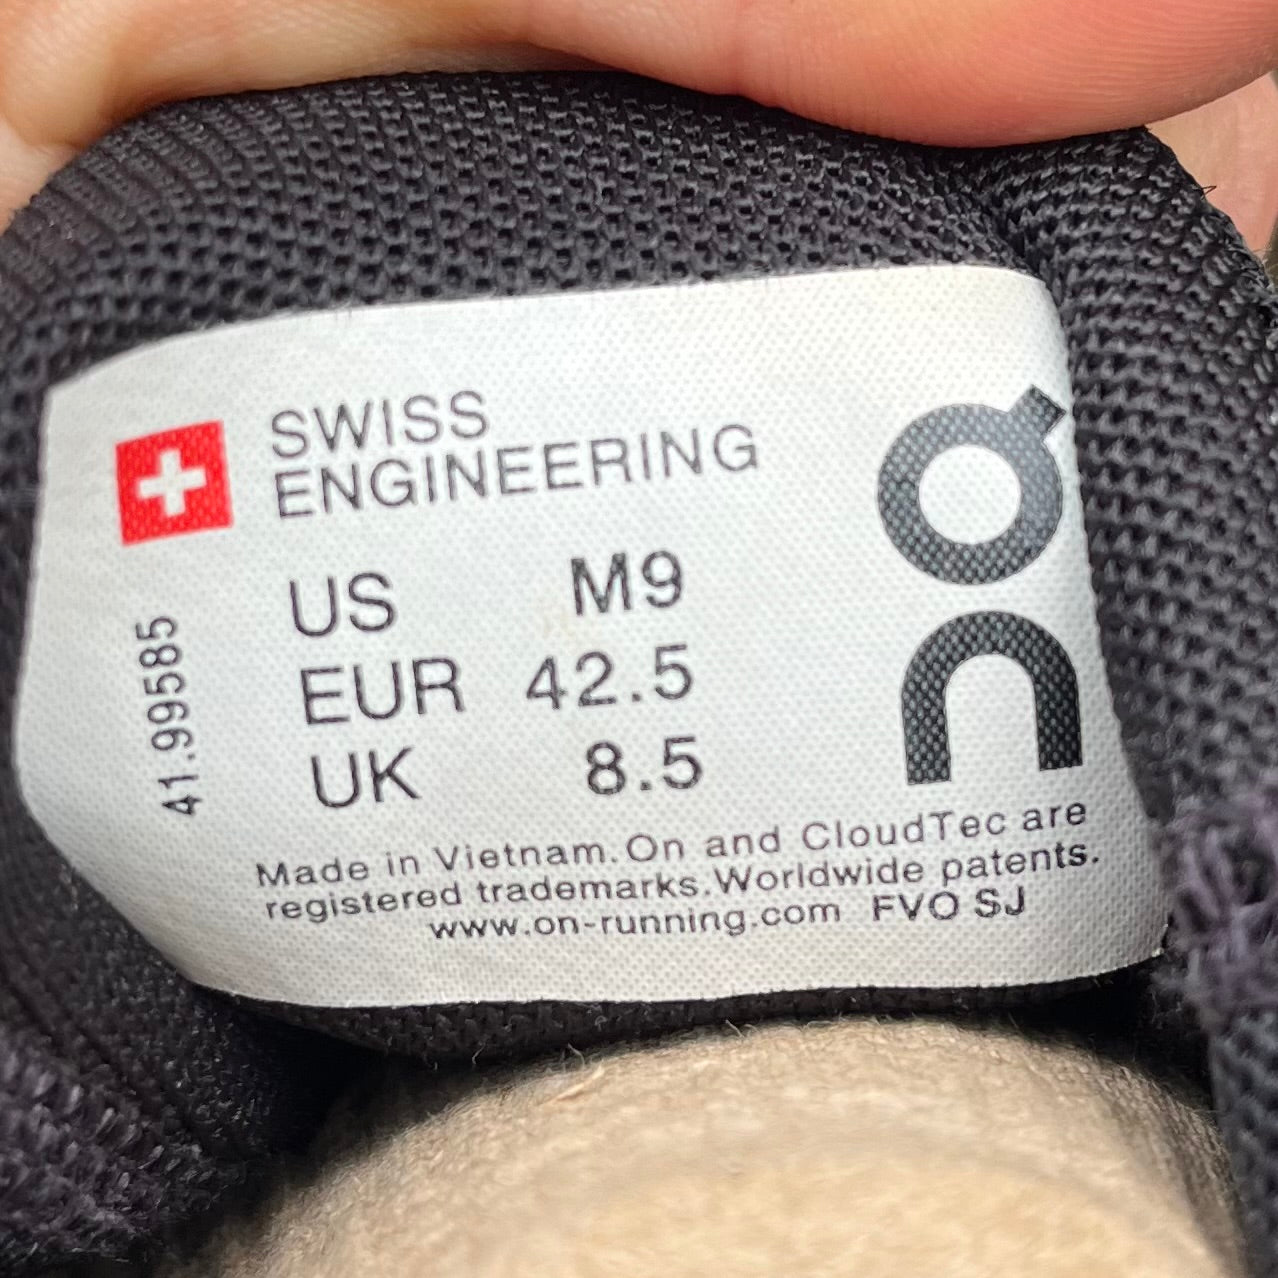 SWISS
ENGINEERING
US M9
EUR 42.5
UK 8.5
41.99585
on
Made in Vietnam. On and CloudTec are
registered trademarks. Worldwide patents.
www.on-running.com FVO SJ